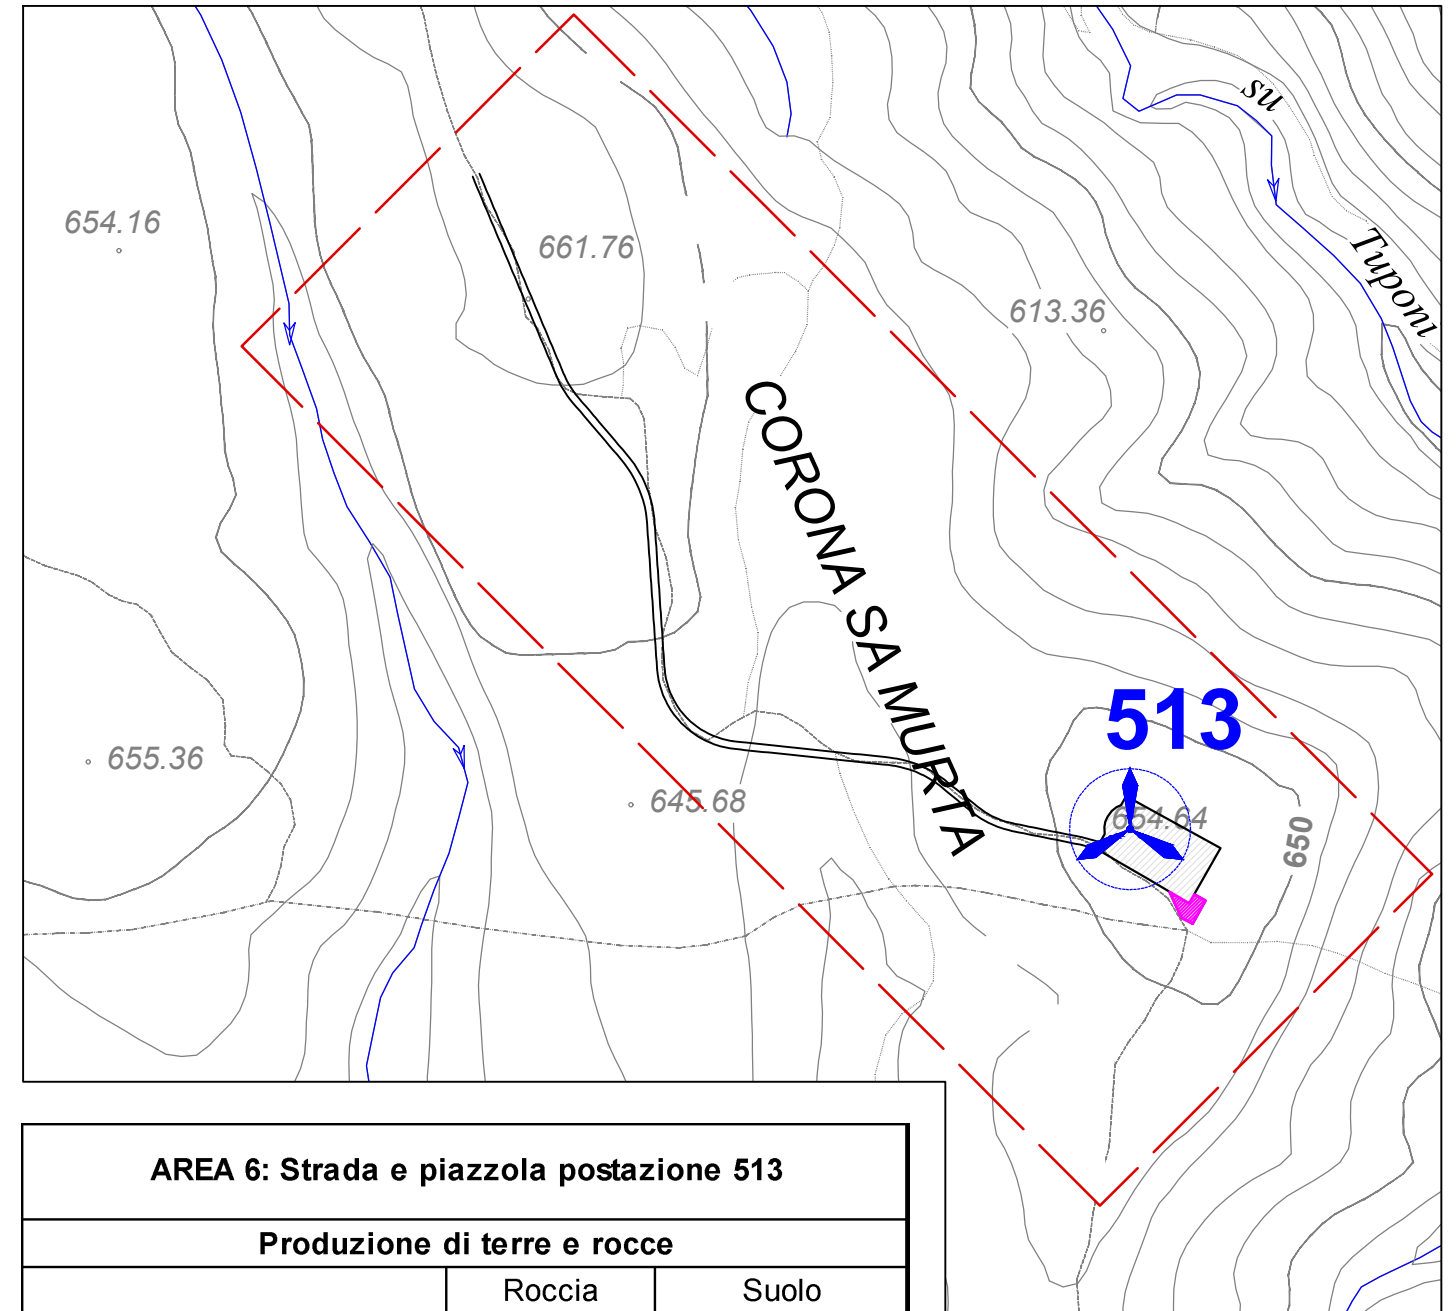 su
Tuponi
654.16
661.76
613.36
CORONA SA MURTA
513
655.36
645.68
654.64
650
AREA 6: Strada e piazzola postazione 513
Produzione di terre e rocce
Roccia
Suolo